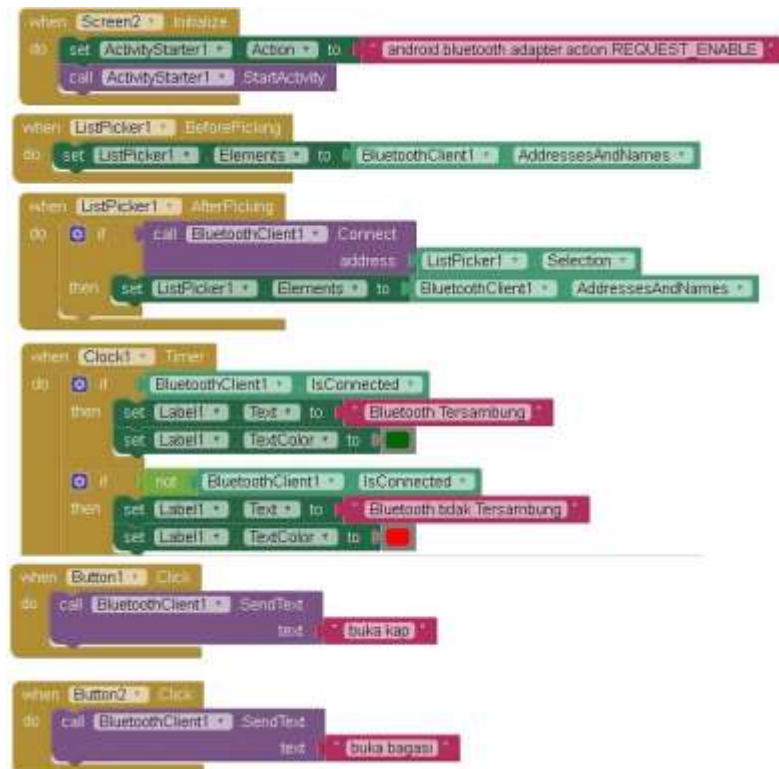 when Screen2 Initialize
do set ActivityStarter1 . Action to " android bluetooth adapter action REQUEST_ENABLE "
call ActivityStarter1 StartActivity
when ListPicker1 BeforePicking
do set ListPicker1 . Elements to BluetoothClient1 . AddressesAndNames
when ListPicker1 AfterPicking
do if call BluetoothClient1 Connect
address ListPicker1 . Selection
then set ListPicker1 . Elements to BluetoothClient1 . AddressesAndNames
when Clock1 Timer
do if BluetoothClient1 . IsConnected
then set Label1 . Text to " Bluetooth Tersambung "
set Label1 . TextColor to
if not BluetoothClient1 . IsConnected
then set Label1 . Text to " Bluetooth tidak Tersambung "
set Label1 . TextColor to
when Button1 Click
do call BluetoothClient1 SendText
text " buka kap "
when Button2 Click
do call BluetoothClient1 SendText
text " buka bagasi "